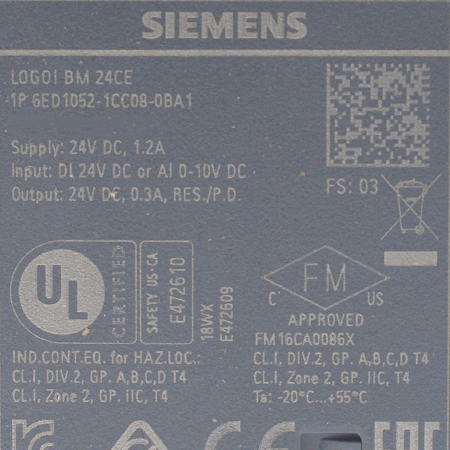 SIEMENS
LOGO! BM 24CE
1P 6ED1052-1CC08-0BA1
Supply: 24V DC, 1.2A
Input: DI 24V DC or AI 0-10V DC
Output: 24V DC, 0.3A, RES./P.D.
FS: 03
UL
CERTIFIED
SAFETY US-CA
E472610
18WX
E472609
FM
C US
APPROVED
FM16CA0086X
IND.CONT.EQ. for HAZ.LOC.:
CL.I, DIV.2, GP. A,B,C,D T4
CL.I, Zone 2, GP. IIC, T4
CL.I, DIV.2, GP. A,B,C,D T4
CL.I, Zone 2, GP. IIC, T4
Ta: -20°C...+55°C
CE
EAC